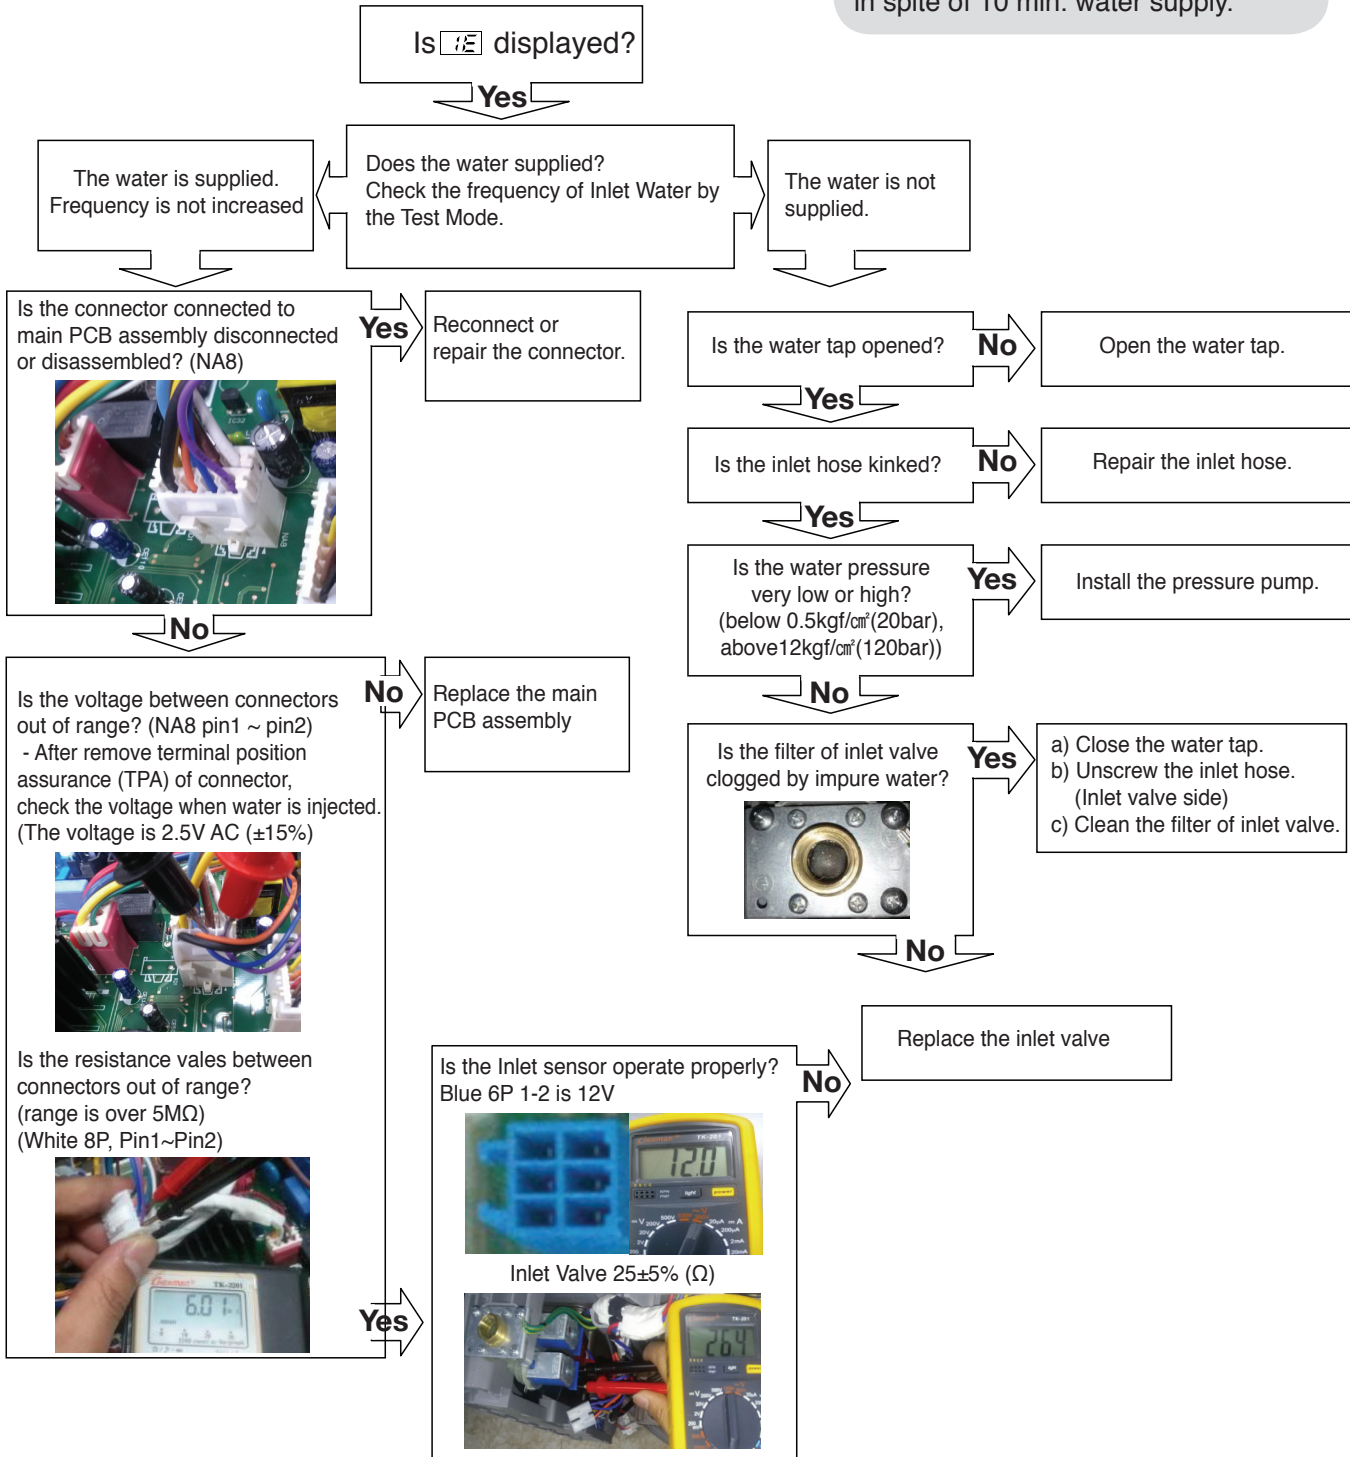 in spite of 10 min. water supply.
Is IE displayed?
Yes
The water is supplied.
Frequency is not increased
Does the water supplied?
Check the frequency of Inlet Water by
the Test Mode.
The water is not
supplied.
Is the connector connected to
main PCB assembly disconnected
or disassembled? (NA8)
Yes
Reconnect or
repair the connector.
No
Is the voltage between connectors
out of range? (NA8 pin1 ~ pin2)
- After remove terminal position
assurance (TPA) of connector,
check the voltage when water is injected.
(The voltage is 2.5V AC (±15%)
No
Replace the main
PCB assembly
Is the resistance vales between
connectors out of range?
(range is over 5MΩ)
(White 8P, Pin1~Pin2)
6.01
Yes
Is the Inlet sensor operate properly?
Blue 6P 1-2 is 12V
12.0
Inlet Valve 25±5% (Ω)
26.4
No
Replace the inlet valve
Is the water tap opened?
No
Open the water tap.
Yes
Is the inlet hose kinked?
No
Repair the inlet hose.
Yes
Is the water pressure
very low or high?
(below 0.5kgf/㎠(20bar),
above12kgf/㎠(120bar))
Yes
Install the pressure pump.
No
Is the filter of inlet valve
clogged by impure water?
Yes
a) Close the water tap.
b) Unscrew the inlet hose.
(Inlet valve side)
c) Clean the filter of inlet valve.
No